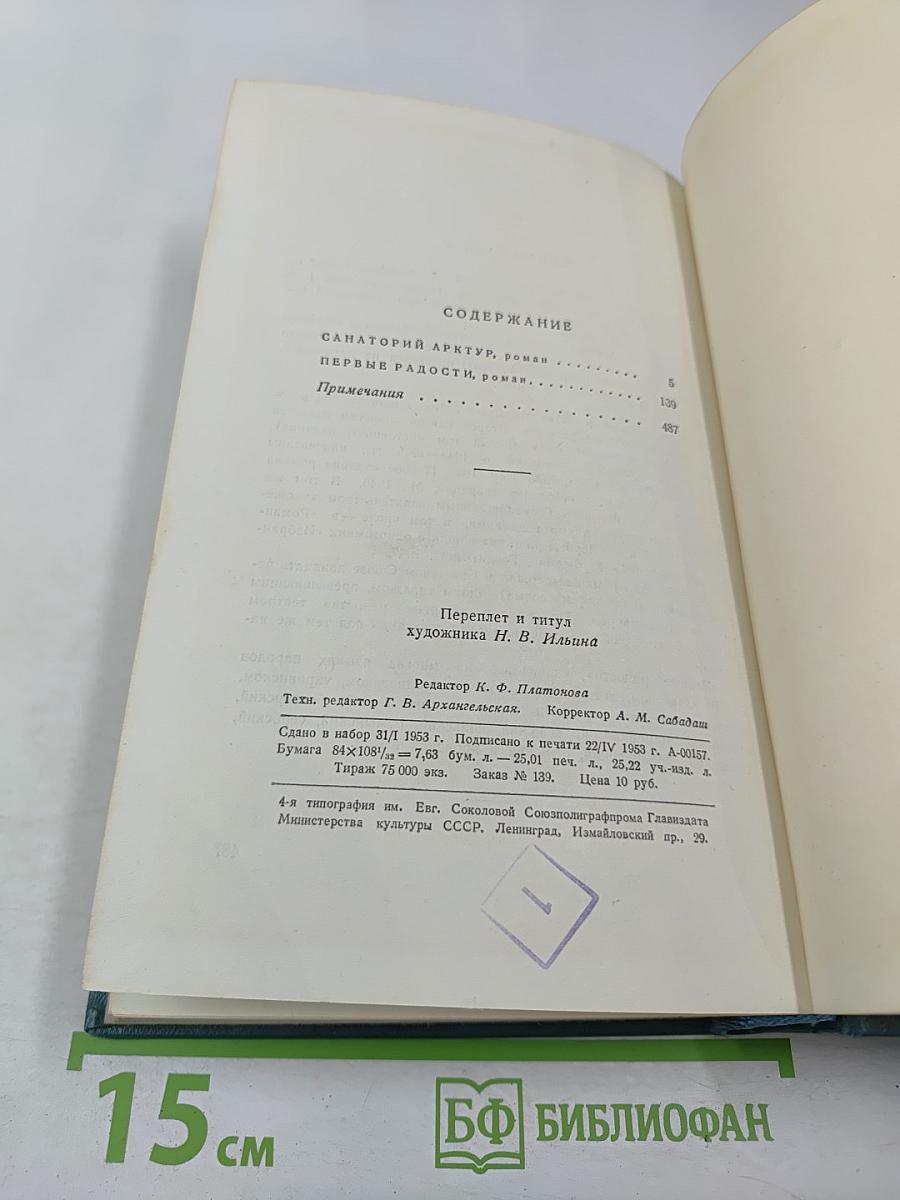 СОДЕРЖАНИЕ
САНАТОРИЙ АРКТУР, роман . . . . . . . . . 5
ПЕРВЫЕ РАДОСТИ, роман. . . . . . . . . . . . 139
Примечания . . . . . . . . . . . . . . . . . 487
Переплет и титул
художника Н. В. Ильина
Редактор К. Ф. Платонова
Техн. редактор Г. В. Архангельская. Корректор А. М. Сабадаш
Сдано в набор 31/I 1953 г. Подписано к печати 22/IV 1953 г. А-00157.
Бумага 84×108¹/₃₂ = 7,63 бум. л. — 25,01 печ. л., 25,22 уч.-изд. л.
Тираж 75 000 экз. Заказ № 139. Цена 10 руб.
4-я типография им. Евг. Соколовой Союзполиграфпрома Главиздата
Министерства культуры СССР. Ленинград, Измайловский пр., 29.
1
15 см
БФ БИБЛИОФАН